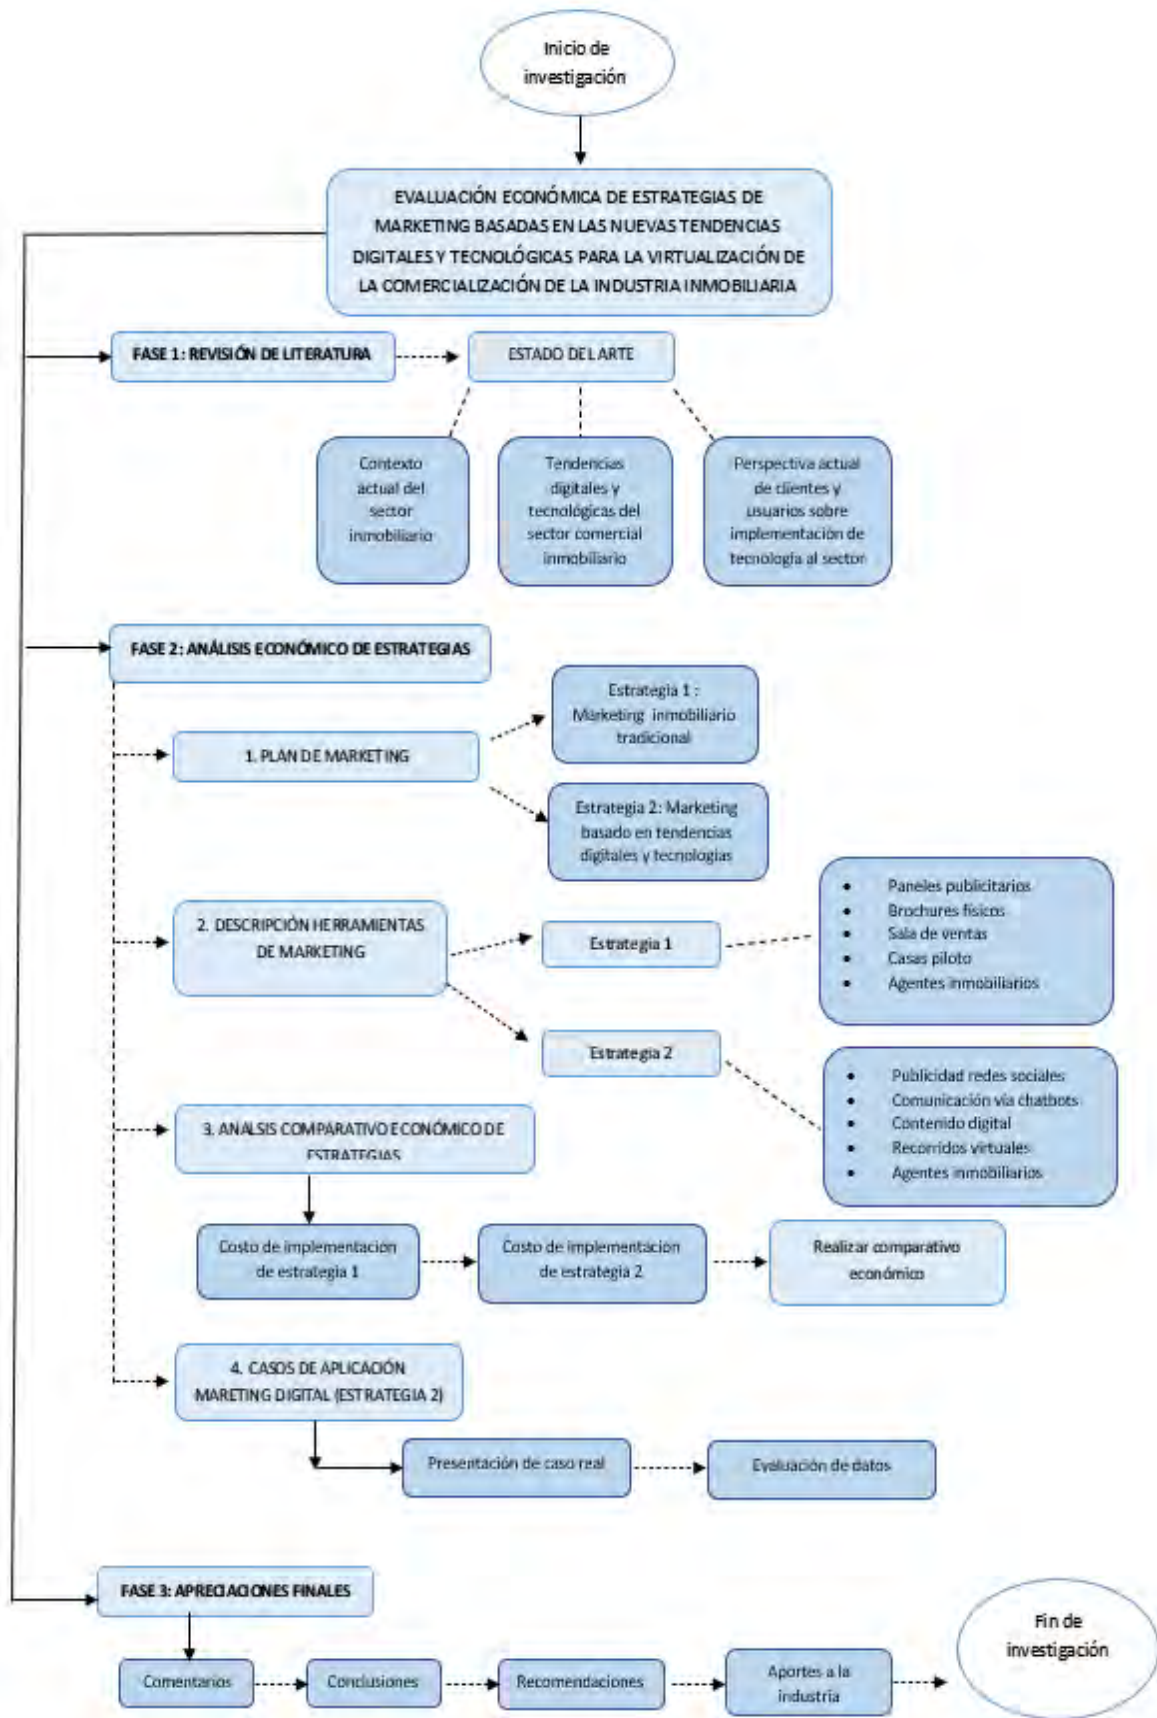 Inicio de
investigación
EVALUACIÓN ECONÓMICA DE ESTRATEGIAS DE
MARKETING BASADAS EN LAS NUEVAS TENDENCIAS
DIGITALES Y TECNOLÓGICAS PARA LA VIRTUALIZACIÓN DE
LA COMERCIALIZACIÓN DE LA INDUSTRIA INMOBILIARIA
FASE 1: REVISIÓN DE LITERATURA
ESTADO DEL ARTE
Contexto
actual del
sector
inmobiliario
Tendencias
digitales y
tecnológicas del
sector comercial
inmobiliario
Perspectiva actual
de clientes y
usuarios sobre
implementación de
tecnología al sector
FASE 2: ANÁLISIS ECONÓMICO DE ESTRATEGIAS
1. PLAN DE MARKETING
Estrategia 1 :
Marketing inmobiliario
tradicional
Estrategia 2: Marketing
basado en tendencias
digitales y tecnologías
2. DESCRIPCIÓN HERRAMIENTAS
DE MARKETING
Estrategia 1
• Paneles publicitarios
• Brochures físicos
• Sala de ventas
• Casas piloto
• Agentes inmobiliarios
Estrategia 2
• Publicidad redes sociales
• Comunicación vía chatbots
• Contenido digital
• Recorridos virtuales
• Agentes inmobiliarios
3. ANALSIS COMPARATIVO ECONÓMICO DE
ESTRATEGIAS
Costo de implementación
de estrategia 1
Costo de implementacion
de estrategia 2
Realizar comparativo
económico
4. CASOS DE APLICACIÓN
MARETING DIGITAL (ESTRATEGIA 2)
Presentación de caso real
Evaluación de datos
FASE 3: APRECIACIONES FINALES
Comentarios
Conclusiones
Recomendaciones
Aportes a la
industria
Fin de
investigación